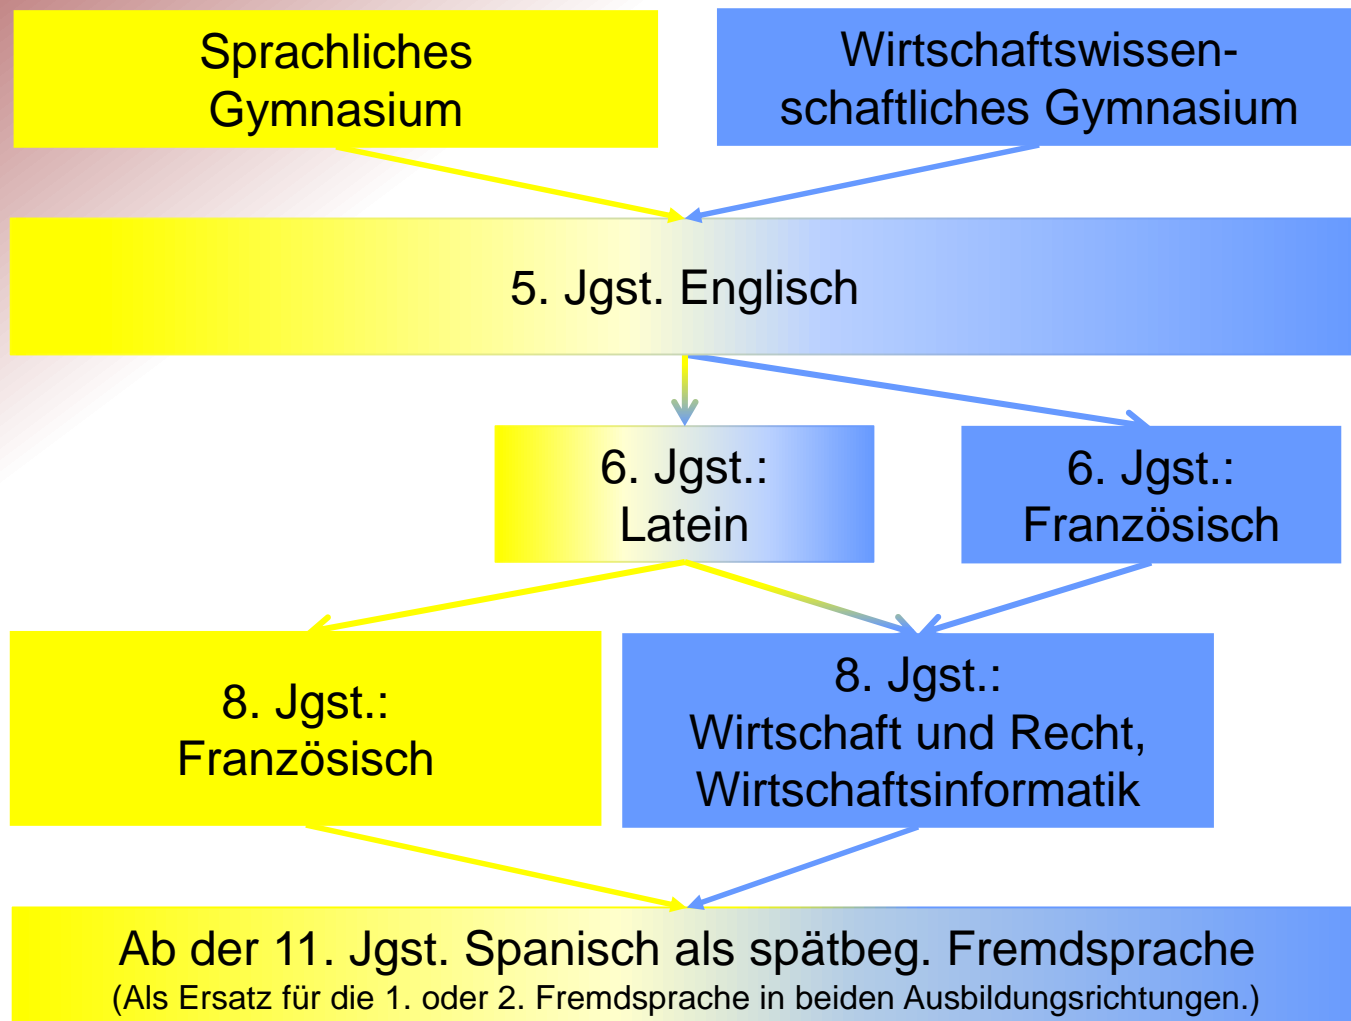 Sprachliches
Gymnasium
Wirtschaftswissen-
schaftliches Gymnasium
5. Jgst. Englisch
6. Jgst.:
Latein
6. Jgst.:
Französisch
8. Jgst.:
Französisch
8. Jgst.:
Wirtschaft und Recht,
Wirtschaftsinformatik
Ab der 11. Jgst. Spanisch als spätbeg. Fremdsprache
(Als Ersatz für die 1. oder 2. Fremdsprache in beiden Ausbildungsrichtungen.)